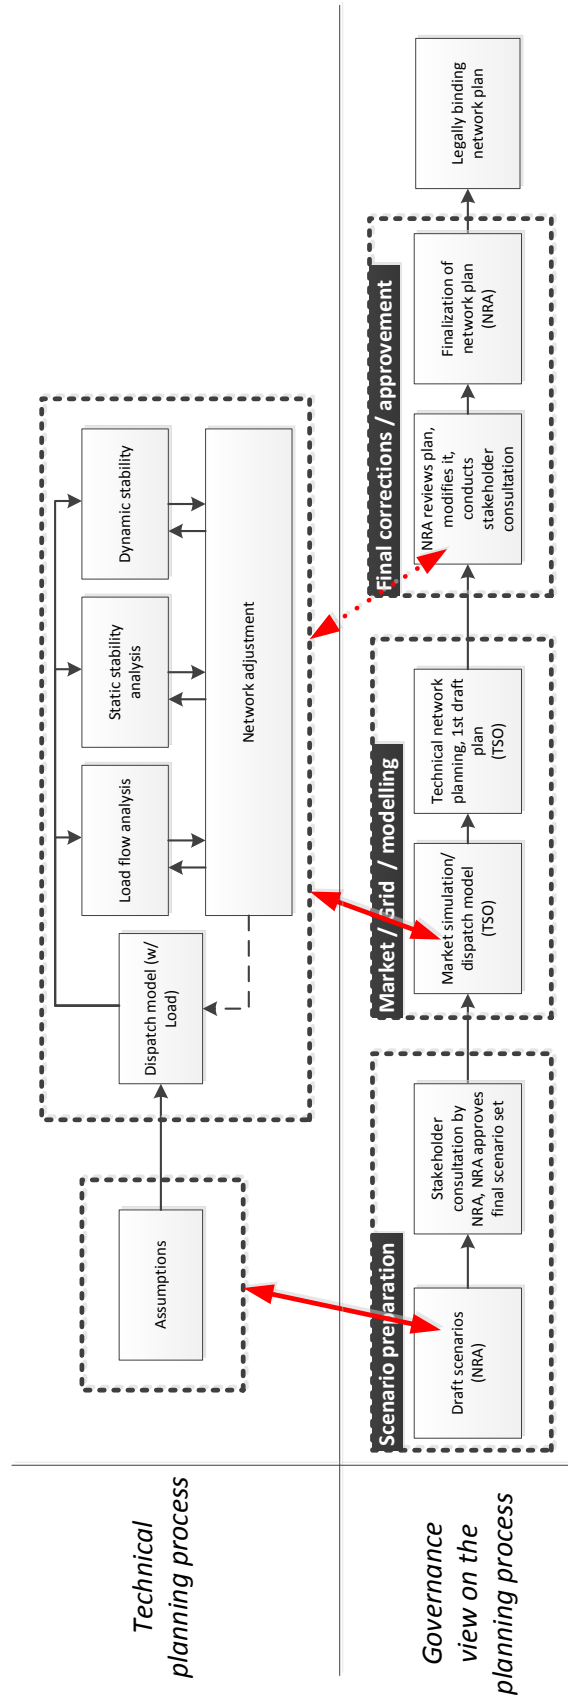 Technical
planning process
Assumptions
Dispatch model (w/
Load)
Load flow analysis
Static stability
analysis
Dynamic stability
Network adjustment
Governance
view on the
planning process
Scenario preparation
Draft scenarios
(NRA)
Stakeholder
consultation by
NRA, NRA approves
final scenario set
Market / Grid / modelling
Market simulation/
dispatch model
(TSO)
Technical network
planning, 1st draft
plan
(TSO)
Final corrections / approvement
NRA reviews plan,
modifies it,
conducts
stakeholder
consultation
Finalization of
network plan
(NRA)
Legally binding
network plan